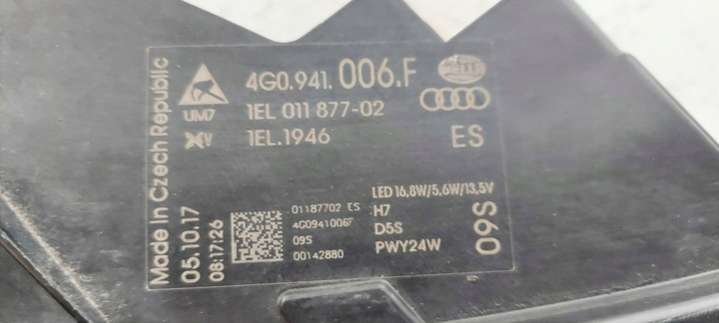 Made in Czech Republic
05.10.17
08:17:26
UM7
4G0.941.006.F
1EL 011 877-02
1EL.1946
ES
LED 16,8W/5,6W/13,5V
01187702 ES
H7
4G0941006F
D5S
09S
PWY24W
00142880
09S